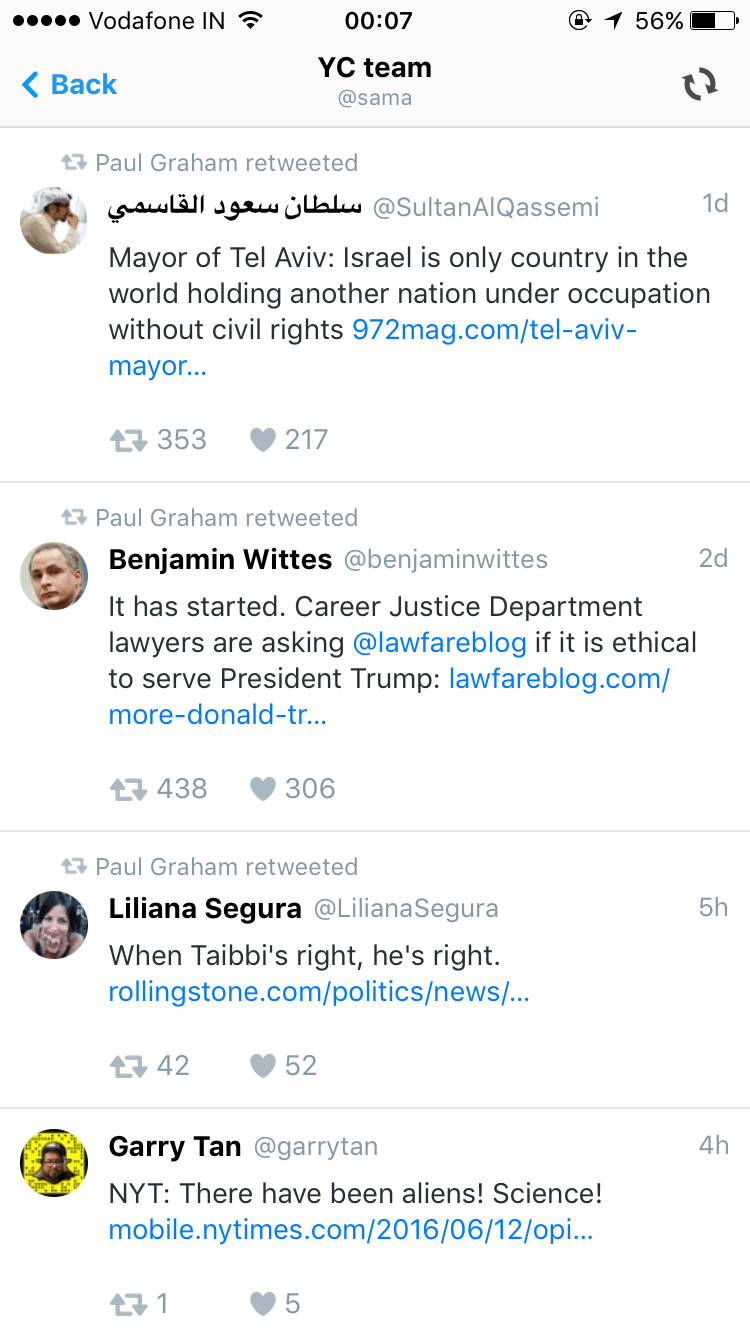 Vodafone IN 00:07 56%
Back YC team
@sama
Paul Graham retweeted
سلطان سعود القاسمي @SultanAlQassemi 1d
Mayor of Tel Aviv: Israel is only country in the
world holding another nation under occupation
without civil rights 972mag.com/tel-aviv-
mayor...
353 217
Paul Graham retweeted
Benjamin Wittes @benjaminwittes 2d
It has started. Career Justice Department
lawyers are asking @lawfareblog if it is ethical
to serve President Trump: lawfareblog.com/
more-donald-tr...
438 306
Paul Graham retweeted
Liliana Segura @LilianaSegura 5h
When Taibbi's right, he's right.
rollingstone.com/politics/news/...
42 52
Garry Tan @garrytan 4h
NYT: There have been aliens! Science!
mobile.nytimes.com/2016/06/12/opi...
1 5